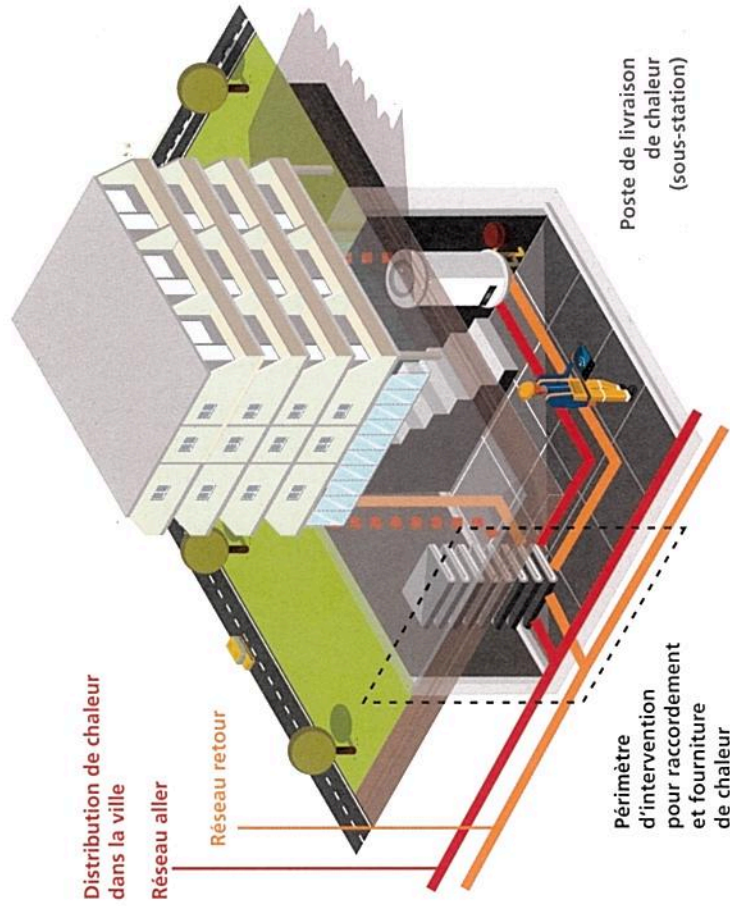 Distribution de chaleur
dans la ville
Réseau aller
Réseau retour
Périmètre
d'intervention
pour raccordement
et fourniture
de chaleur
Poste de livraison
de chaleur
(sous-station)